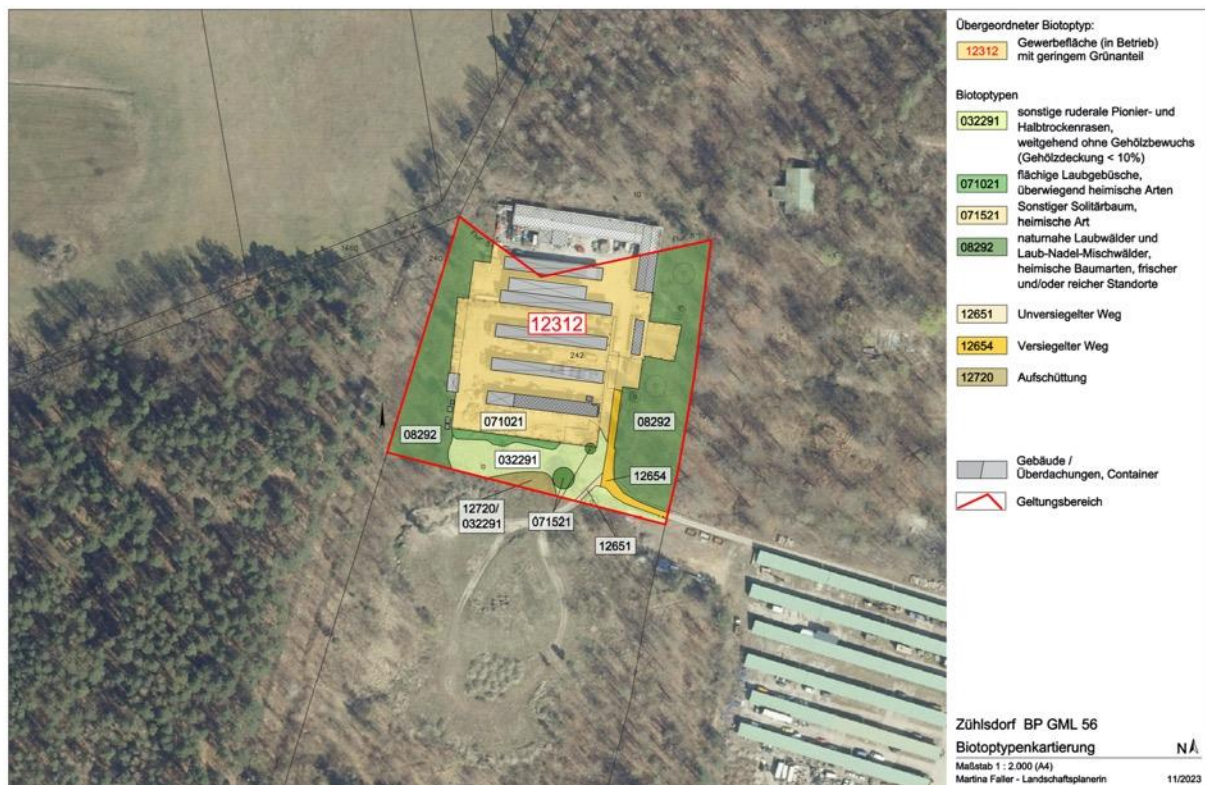 Übergeordneter Biotoptyp:
12312 Gewerbefläche (in Betrieb)
mit geringem Grünanteil
Biotoptypen
032291 sonstige ruderale Pionier- und
Halbtrockenrasen,
weitgehend ohne Gehölzbewuchs
(Gehölzdeckung < 10%)
071021 flächige Laubgebüsche,
überwiegend heimische Arten
071521 Sonstiger Solitärbaum,
heimische Art
08292 naturnahe Laubwälder und
Laub-Nadel-Mischwälder,
heimische Baumarten, frischer
und/oder reicher Standorte
12651 Unversiegelter Weg
12654 Versiegelter Weg
12720 Aufschüttung
Gebäude /
Überdachungen, Container
Geltungsbereich
Zühlsdorf BP GML 56
Biotoptypenkartierung N
Maßstab 1 : 2.000 (A4)
Martina Faller - Landschaftsplanerin 11/2023
10
240
12312
242
071021
08292
08292
032291
12654
12720/
032291
071521
12651